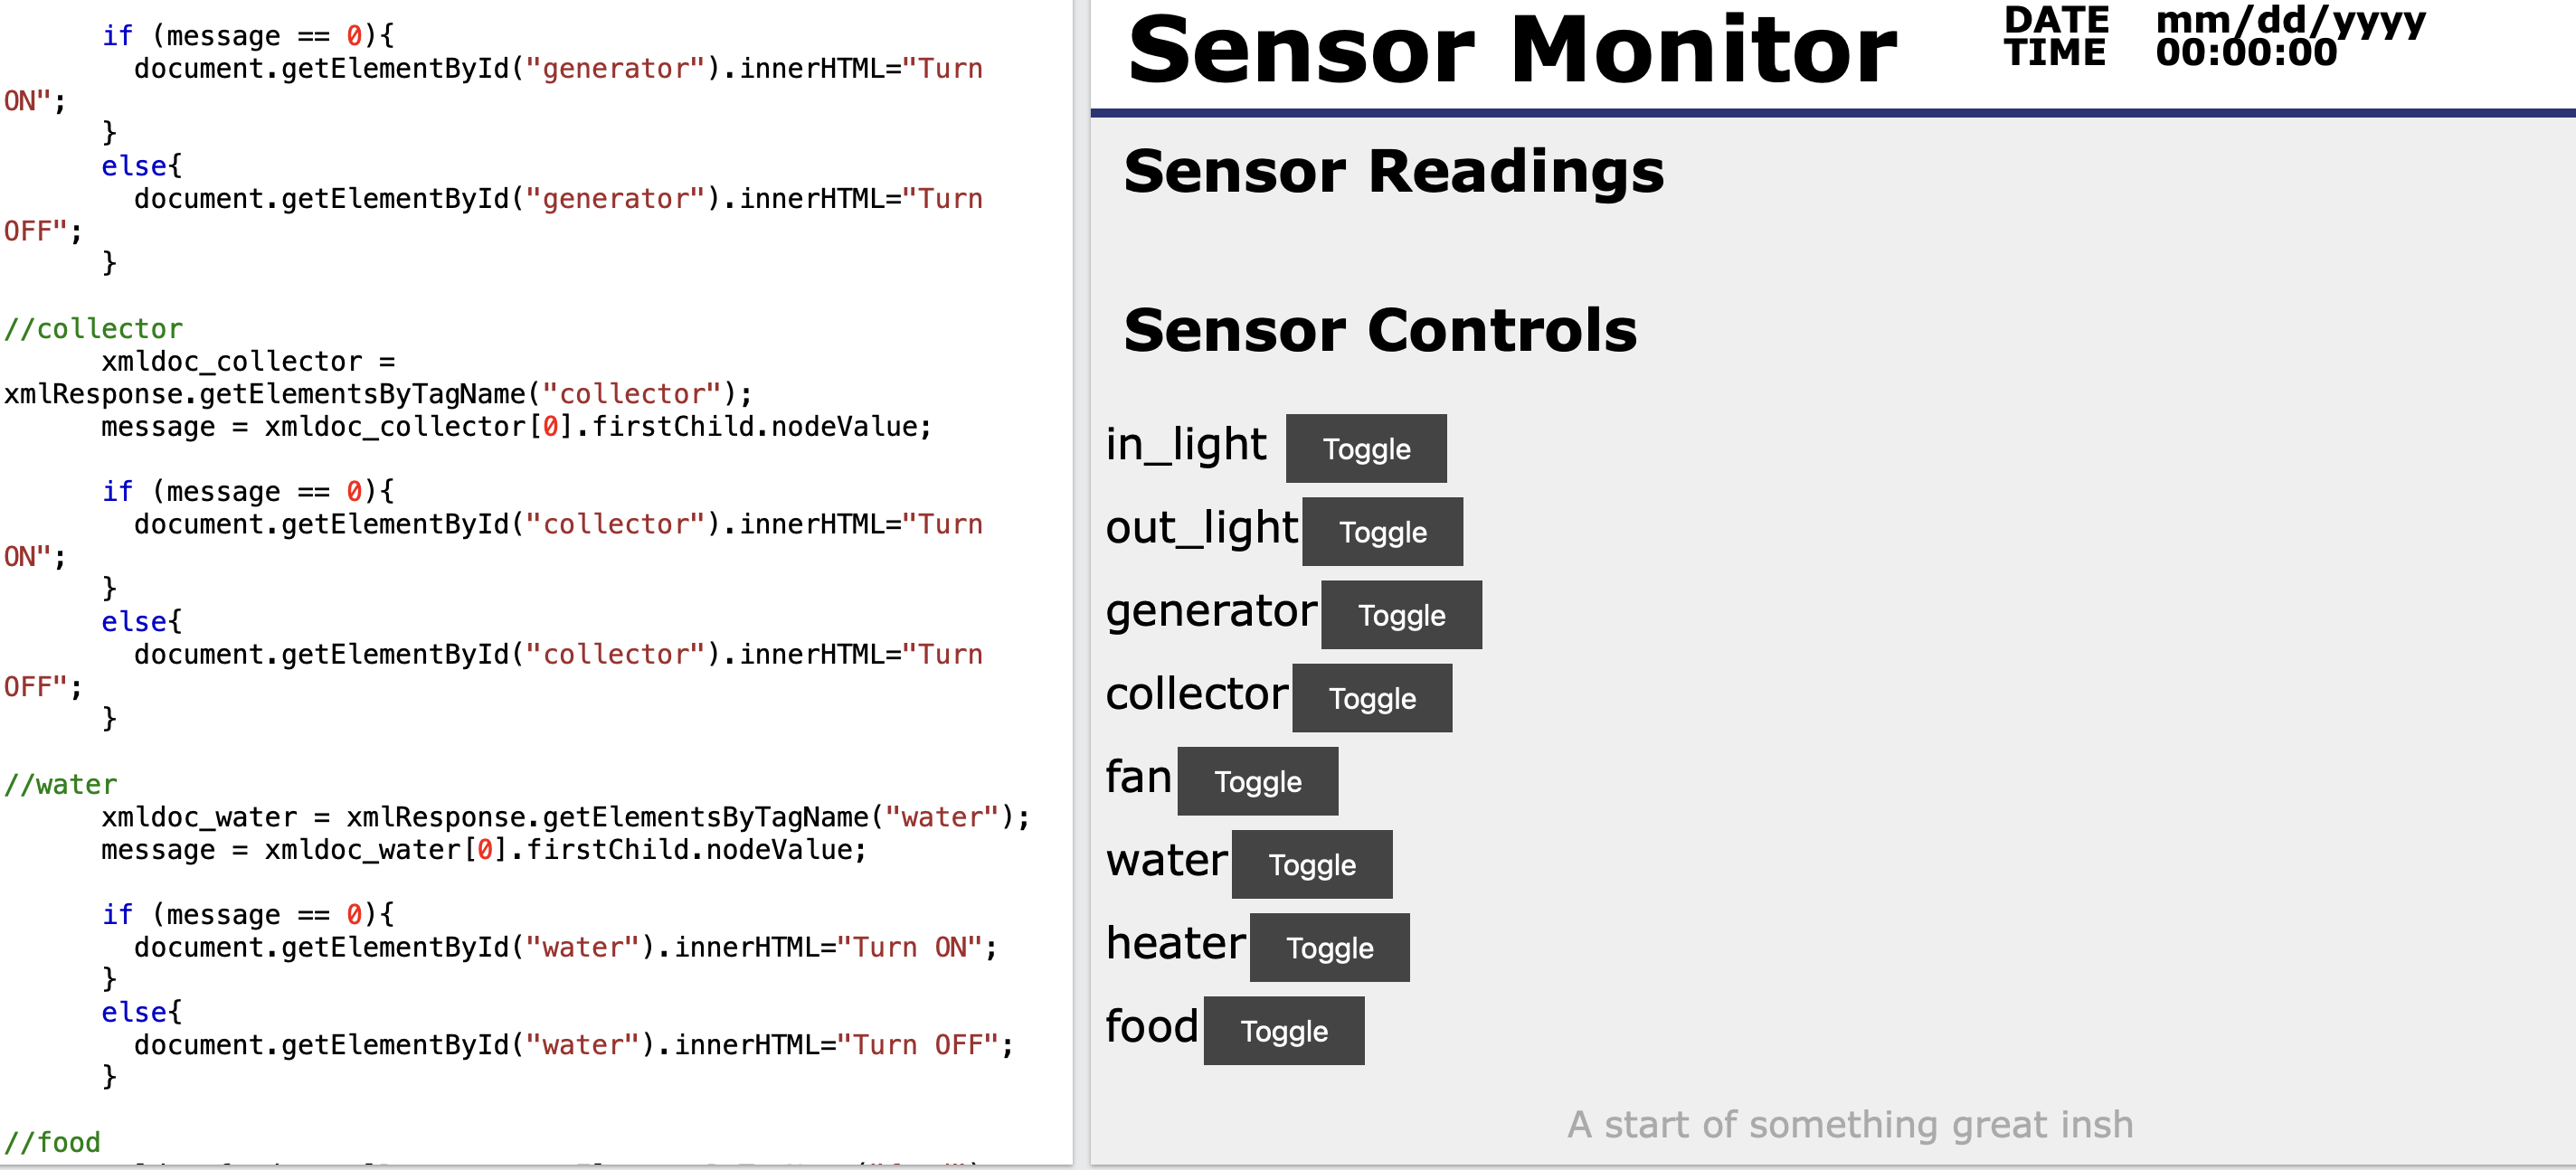 if (message == 0){
document.getElementById("generator").innerHTML="Turn
ON";
}
else{
document.getElementById("generator").innerHTML="Turn
OFF";
}
//collector
xmldoc_collector =
xmlResponse.getElementsByTagName("collector");
message = xmldoc_collector[0].firstChild.nodeValue;
if (message == 0){
document.getElementById("collector").innerHTML="Turn
ON";
}
else{
document.getElementById("collector").innerHTML="Turn
OFF";
}
//water
xmldoc_water = xmlResponse.getElementsByTagName("water");
message = xmldoc_water[0].firstChild.nodeValue;
if (message == 0){
document.getElementById("water").innerHTML="Turn ON";
}
else{
document.getElementById("water").innerHTML="Turn OFF";
}
//food
Sensor Monitor
DATE mm/dd/yyyy
TIME 00:00:00
Sensor Readings
Sensor Controls
in_light Toggle
out_light Toggle
generator Toggle
collector Toggle
fan Toggle
water Toggle
heater Toggle
food Toggle
A start of something great insh